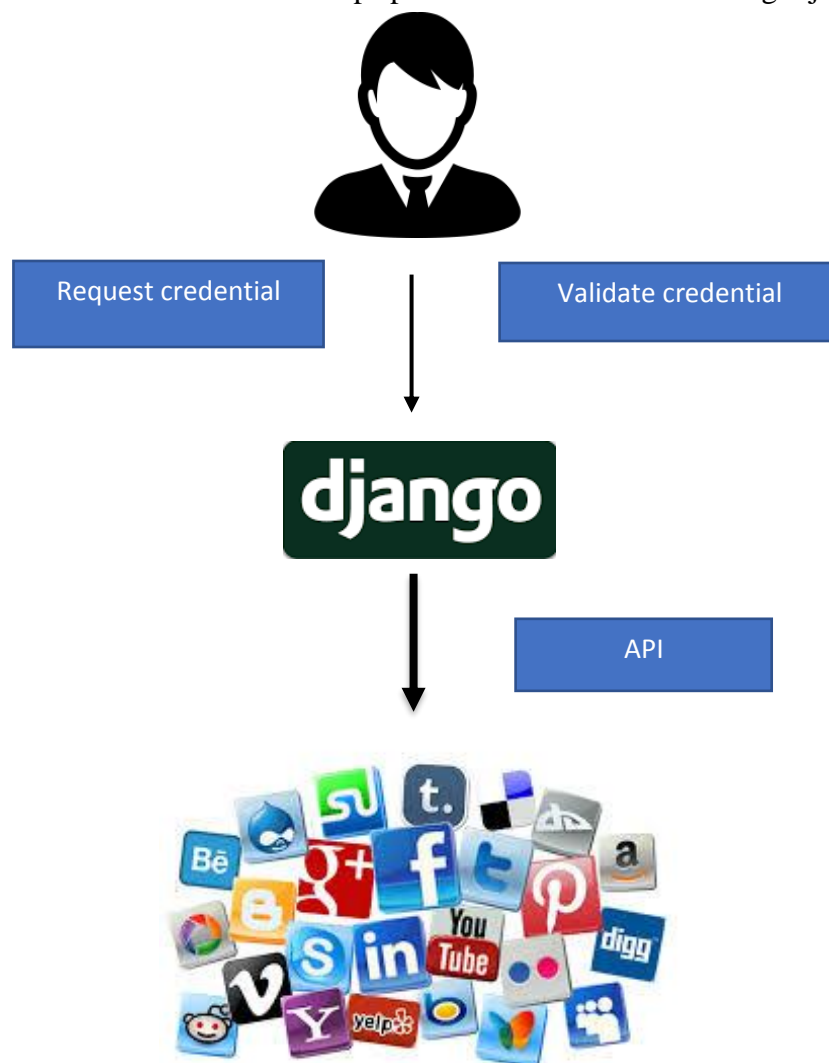 Request credential
Validate credential
django
API
t.
Bē
g+
f
a
You
Tube
in
S
digg
V
Y
yelp
b